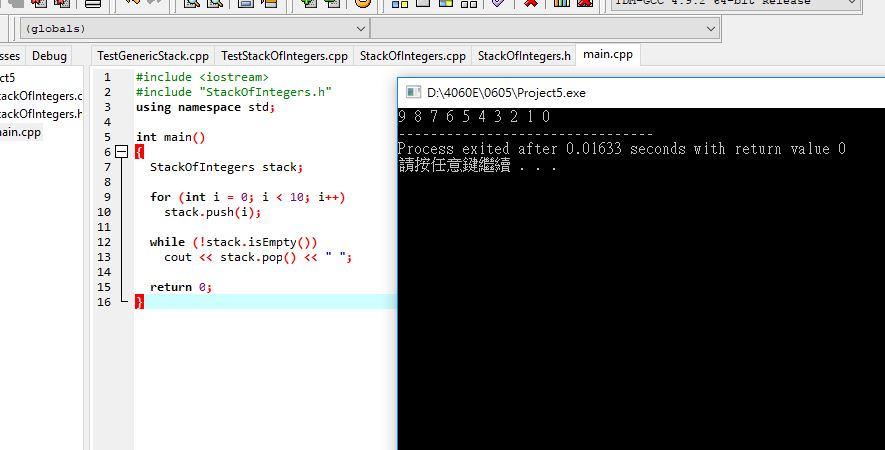 TDM-GCC 4.9.2 64-bit Release
(globals)
sses Debug
TestGenericStack.cpp TestStackOfIntegers.cpp StackOfIntegers.cpp StackOfIntegers.h main.cpp
ct5
tackOfIntegers.c
tackOfIntegers.h
nain.cpp
1 #include <iostream>
2 #include "StackOfIntegers.h"
3 using namespace std;
4
5 int main()
6 {
7 StackOfIntegers stack;
8
9 for (int i = 0; i < 10; i++)
10 stack.push(i);
11
12 while (!stack.isEmpty())
13 cout << stack.pop() << " ";
14
15 return 0;
16 }
D:\4060E\0605\Project5.exe
9 8 7 6 5 4 3 2 1 0
--------------------------------
Process exited after 0.01633 seconds with return value 0
請按任意鍵繼續 . . .